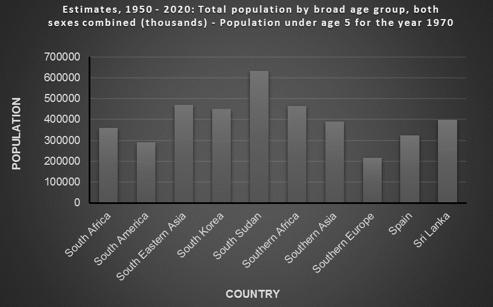 Estimates, 1950 - 2020: Total population by broad age group, both
sexes combined (thousands) - Population under age 5 for the year 1970
POPULATION
700000
600000
500000
400000
300000
200000
100000
0
South Africa
South America
South Eastern Asia
South Korea
South Sudan
Southern Africa
Southern Asia
Southern Europe
Spain
Sri Lanka
COUNTRY